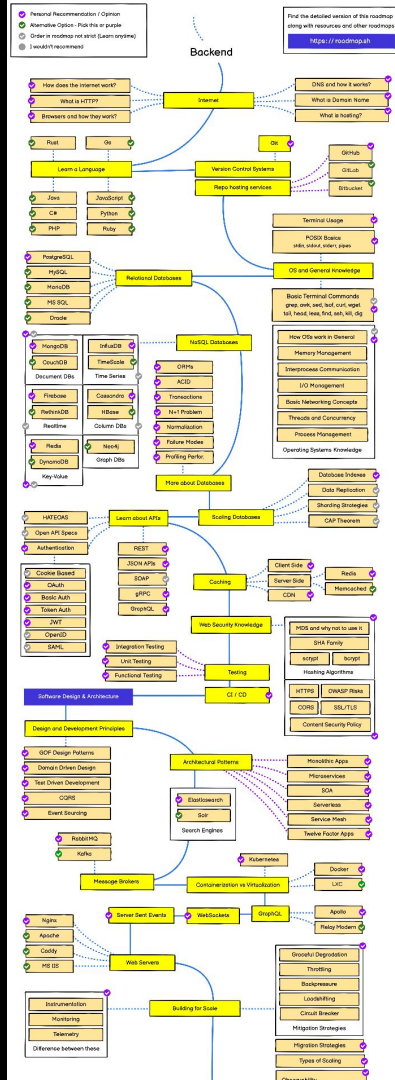 Personal Recommendation / Opinion
Alternative Option - Pick this or purple
Order in roadmap not strict (Learn anytime)
I wouldn't recommend
Find the detailed version of this roadmap
along with resources and other roadmaps
https://roadmap.sh
Backend
How does the internet work?
What is HTTP?
Browsers and how they work?
Internet
DNS and how it works?
What is Domain Name
What is hosting?
Rust
Go
Learn a Language
Java
C#
PHP
JavaScript
Python
Ruby
Git
Version Control Systems
Repo hosting services
GitHub
GitLab
Bitbucket
Terminal Usage
POSIX Basics
stdin, stdout, stderr, pipes
OS and General Knowledge
Basic Terminal Commands
grep, awk, sed, lsof, curl, wget
tail, head, less, find, ssh, kill, dig
PostgreSQL
MySQL
MariaDB
MS SQL
Oracle
Relational Databases
NoSQL Databases
MongoDB
CouchDB
Document DBs
InfluxDB
TimeScale
Time Series
Firebase
RethinkDB
Realtime
Cassandra
HBase
Column DBs
Redis
DynamoDB
Key-Value
Neo4j
Graph DBs
ORMs
ACID
Transactions
N+1 Problem
Normalisation
Failure Modes
Profiling Perfor.
More about Databases
How OSs work in General
Memory Management
Interprocess Communication
I/O Management
Basic Networking Concepts
Threads and Concurrency
Process Management
Operating Systems Knowledge
Database Indexes
Data Replication
Sharding Strategies
CAP Theorem
Scaling Databases
Learn about APIs
HATEOAS
Open API Specs
Authentication
Cookie Based
OAuth
Basic Auth
Token Auth
JWT
OpenID
SAML
REST
JSON APIs
SOAP
gRPC
GraphQL
Caching
Client Side
Server Side
CDN
Redis
Memcached
Web Security Knowledge
MD5 and why not to use it
SHA Family
scrypt
bcrypt
Hashing Algorithms
HTTPS
OWASP Risks
CORS
SSL/TLS
Content Security Policy
Integration Testing
Unit Testing
Functional Testing
Testing
CI / CD
Software Design & Architecture
Design and Development Principles
GOF Design Patterns
Domain Driven Design
Test Driven Development
CQRS
Event Sourcing
Architectural Patterns
Monolithic Apps
Microservices
SOA
Serverless
Service Mesh
Twelve Factor Apps
Elasticsearch
Solr
Search Engines
RabbitMQ
Kafka
Message Brokers
Kubernetes
Containerization vs Virtualization
Docker
LXC
Server Sent Events
WebSockets
GraphQL
Apollo
Relay Modern
Nginx
Apache
Caddy
MS IIS
Web Servers
Graceful Degradation
Throttling
Backpressure
Loadshifting
Circuit Breaker
Mitigation Strategies
Instrumentation
Monitoring
Telemetry
Difference between these
Building for Scale
Migration Strategies
Types of Scaling
Observability